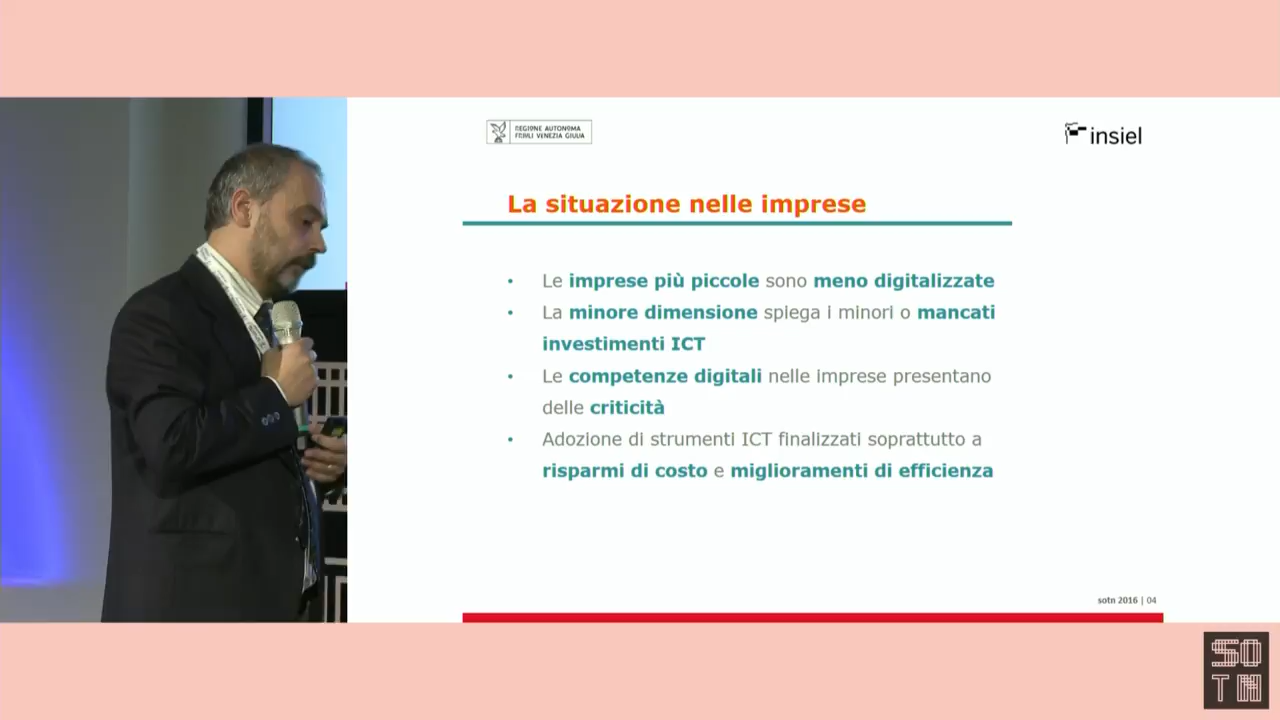 REGIONE AUTONOMA
FRIULI VENEZIA GIULIA
insiel
La situazione nelle imprese
• Le imprese più piccole sono meno digitalizzate
• La minore dimensione spiega i minori o mancati
investimenti ICT
• Le competenze digitali nelle imprese presentano
delle criticità
• Adozione di strumenti ICT finalizzati soprattutto a
risparmi di costo e miglioramenti di efficienza
sotn 2016 | 04
SO
TN